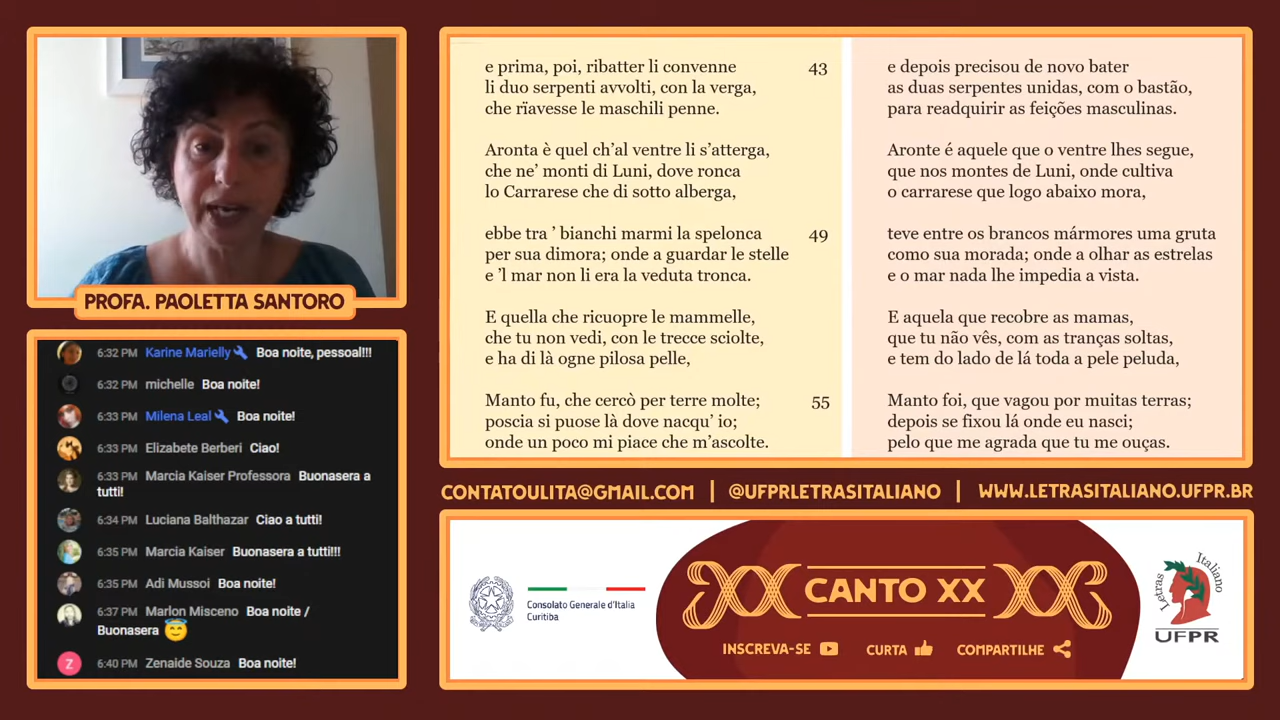 PROFA. PAOLETTA SANTORO
6:32 PM Karine Marielly Boa noite, pessoal!!!
6:32 PM michelle Boa noite!
6:33 PM Milena Leal Boa noite!
6:33 PM Elizabete Berberi Ciao!
6:33 PM Marcia Kaiser Professora Buonasera a
tutti!
6:34 PM Luciana Balthazar Ciao a tutti!
6:35 PM Marcia Kaiser Buonasera a tutti!!!
6:35 PM Adi Mussoi Boa noite!
6:37 PM Marlon Misceno Boa noite /
Buonasera 😇
Z 6:40 PM Zenaide Souza Boa noite!
e prima, poi, ribatter li convenne 43
li duo serpenti avvolti, con la verga,
che rïavesse le maschili penne.
Aronta è quel ch'al ventre li s'atterga,
che ne' monti di Luni, dove ronca
lo Carrarese che di sotto alberga,
ebbe tra ' bianchi marmi la spelonca 49
per sua dimora; onde a guardar le stelle
e 'l mar non li era la veduta tronca.
E quella che ricuopre le mammelle,
che tu non vedi, con le trecce sciolte,
e ha di là ogne pilosa pelle,
Manto fu, che cercò per terre molte; 55
poscia si puose là dove nacqu' io;
onde un poco mi piace che m'ascolte.
e depois precisou de novo bater
as duas serpentes unidas, com o bastão,
para readquirir as feições masculinas.
Aronte é aquele que o ventre lhes segue,
que nos montes de Luni, onde cultiva
o carrarese que logo abaixo mora,
teve entre os brancos mármores uma gruta
como sua morada; onde a olhar as estrelas
e o mar nada lhe impedia a vista.
E aquela que recobre as mamas,
que tu não vês, com as tranças soltas,
e tem do lado de lá toda a pele peluda,
Manto foi, que vagou por muitas terras;
depois se fixou lá onde eu nasci;
pelo que me agrada que tu me ouças.
CONTATOULITA@GMAIL.COM | @UFPRLETRASITALIANO | WWW.LETRASITALIANO.UFPR.BR
Consolato Generale d'Italia
Curitiba
XX CANTO XX XX
INSCREVA-SE CURTA COMPARTILHE
Letras Italiano
UFPR